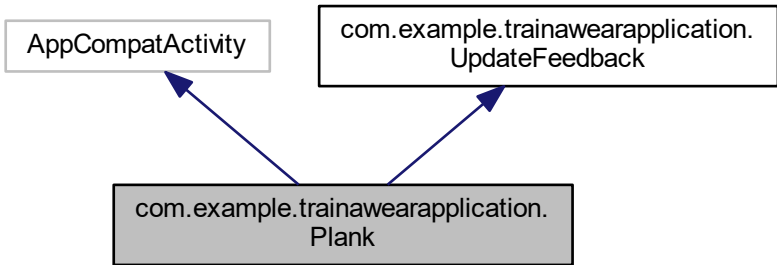 AppCompatActivity
com.example.trainawearapplication.
UpdateFeedback
com.example.trainawearapplication.
Plank